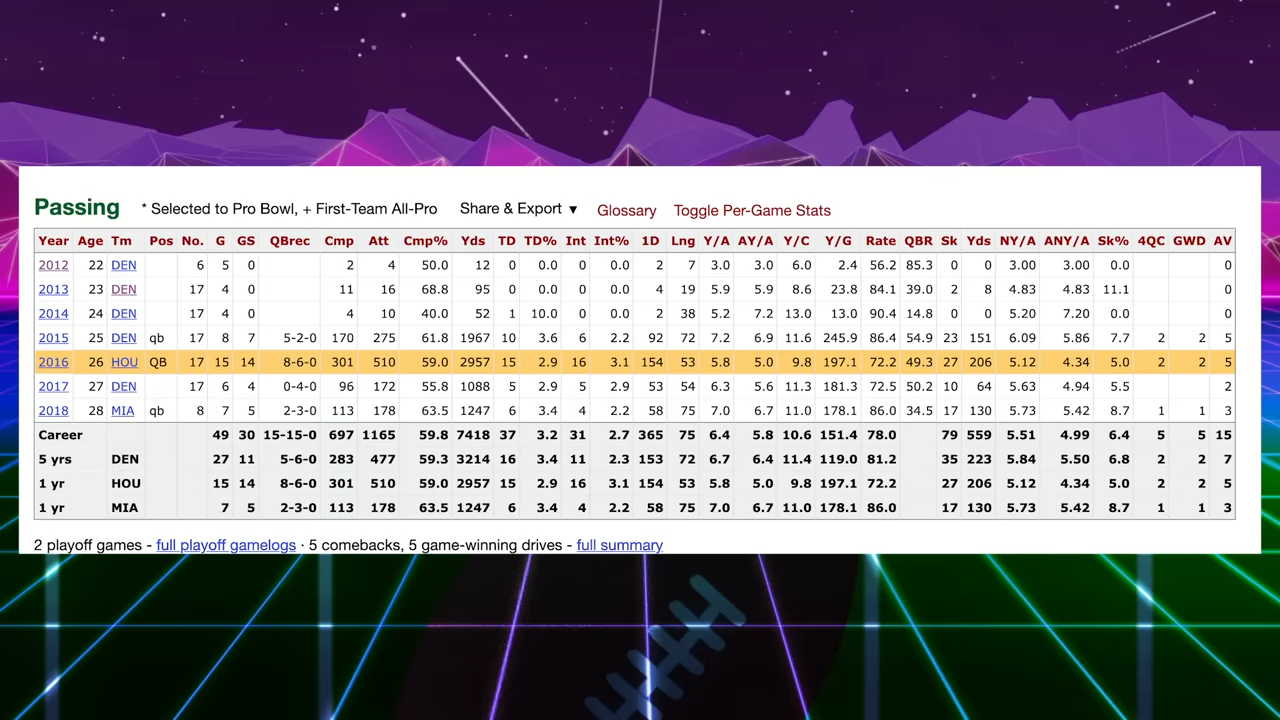 Passing * Selected to Pro Bowl, + First-Team All-Pro Share & Export ▼ Glossary Toggle Per-Game Stats
Year Age Tm Pos No. G GS QBrec Cmp Att Cmp% Yds TD TD% Int Int% 1D Lng Y/A AY/A Y/C Y/G Rate QBR Sk Yds NY/A ANY/A Sk% 4QC GWD AV
2012 22 DEN 6 5 0 2 4 50.0 12 0 0.0 0 0.0 2 7 3.0 3.0 6.0 2.4 56.2 85.3 0 0 3.00 3.00 0.0 0
2013 23 DEN 17 4 0 11 16 68.8 95 0 0.0 0 0.0 4 19 5.9 5.9 8.6 23.8 84.1 39.0 2 8 4.83 4.83 11.1 0
2014 24 DEN 17 4 0 4 10 40.0 52 1 10.0 0 0.0 2 38 5.2 7.2 13.0 13.0 90.4 14.8 0 0 5.20 7.20 0.0 0
2015 25 DEN qb 17 8 7 5-2-0 170 275 61.8 1967 10 3.6 6 2.2 92 72 7.2 6.9 11.6 245.9 86.4 54.9 23 151 6.09 5.86 7.7 2 2 5
2016 26 HOU QB 17 15 14 8-6-0 301 510 59.0 2957 15 2.9 16 3.1 154 53 5.8 5.0 9.8 197.1 72.2 49.3 27 206 5.12 4.34 5.0 2 2 5
2017 27 DEN 17 6 4 0-4-0 96 172 55.8 1088 5 2.9 5 2.9 53 54 6.3 5.6 11.3 181.3 72.5 50.2 10 64 5.63 4.94 5.5 2
2018 28 MIA qb 8 7 5 2-3-0 113 178 63.5 1247 6 3.4 4 2.2 58 75 7.0 6.7 11.0 178.1 86.0 34.5 17 130 5.73 5.42 8.7 1 1 3
Career 49 30 15-15-0 697 1165 59.8 7418 37 3.2 31 2.7 365 75 6.4 5.8 10.6 151.4 78.0 79 559 5.51 4.99 6.4 5 5 15
5 yrs DEN 27 11 5-6-0 283 477 59.3 3214 16 3.4 11 2.3 153 72 6.7 6.4 11.4 119.0 81.2 35 223 5.84 5.50 6.8 2 2 7
1 yr HOU 15 14 8-6-0 301 510 59.0 2957 15 2.9 16 3.1 154 53 5.8 5.0 9.8 197.1 72.2 27 206 5.12 4.34 5.0 2 2 5
1 yr MIA 7 5 2-3-0 113 178 63.5 1247 6 3.4 4 2.2 58 75 7.0 6.7 11.0 178.1 86.0 17 130 5.73 5.42 8.7 1 1 3
2 playoff games - full playoff gamelogs · 5 comebacks, 5 game-winning drives - full summary